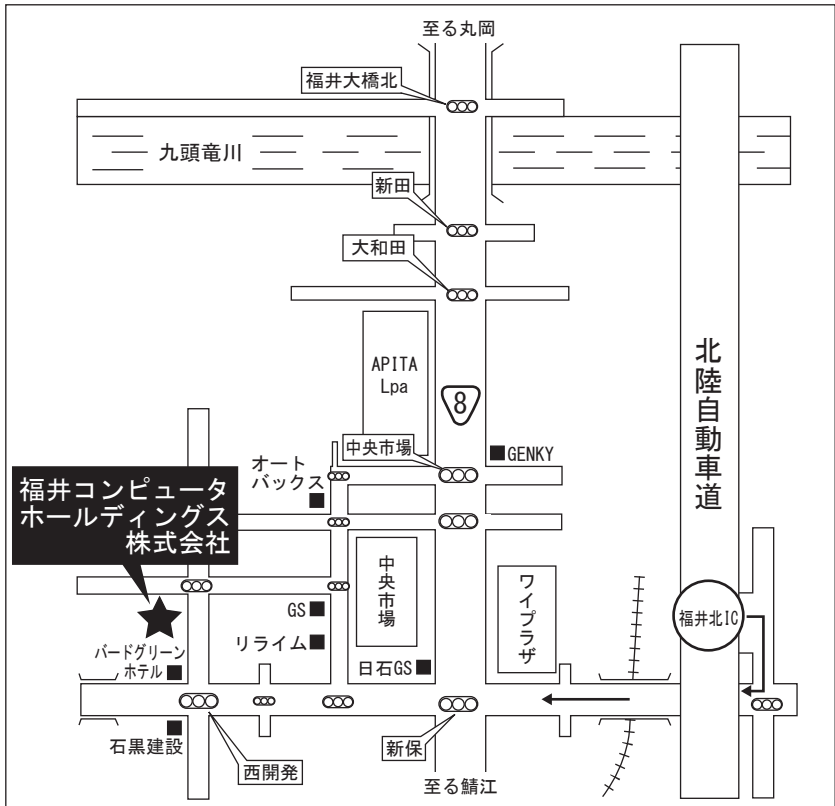 至る丸岡
福井大橋北
九頭竜川
新田
大和田
APITA
Lpa
8
北陸自動車道
中央市場
GENKY
オート
バックス
福井コンピュータ
ホールディングス
株式会社
中央市場
ワイプラザ
福井北IC
GS
リライム
バードグリーン
ホテル
日石GS
石黒建設
西開発
新保
至る鯖江